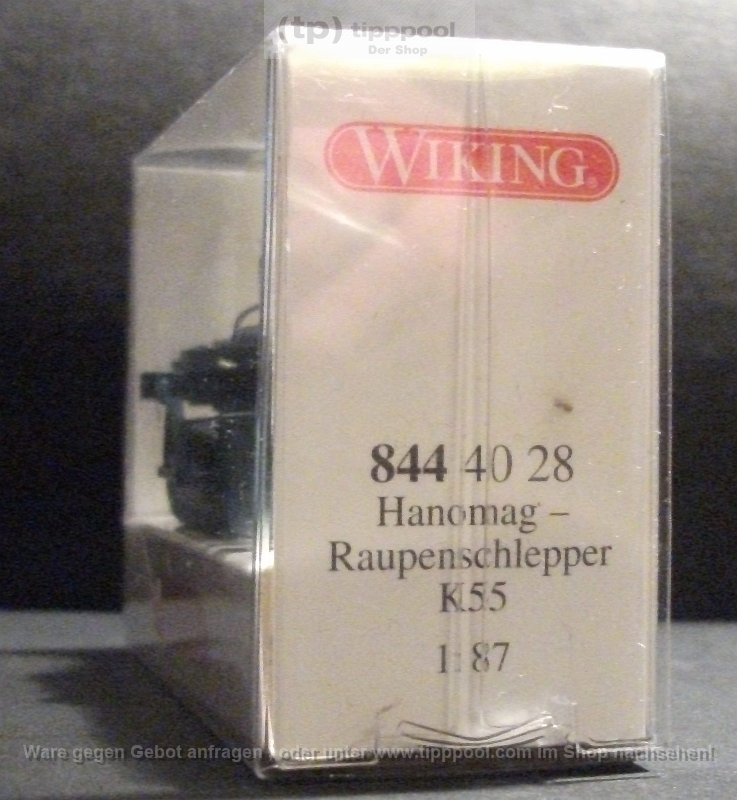 (tp) tipppool
Der Shop
WIKING®
844 40 28
Hanomag –
Raupenschlepper
K55
1:87
Ware gegen Gebot anfragen , oder unter www.tipppool.com im Shop nachsehen!